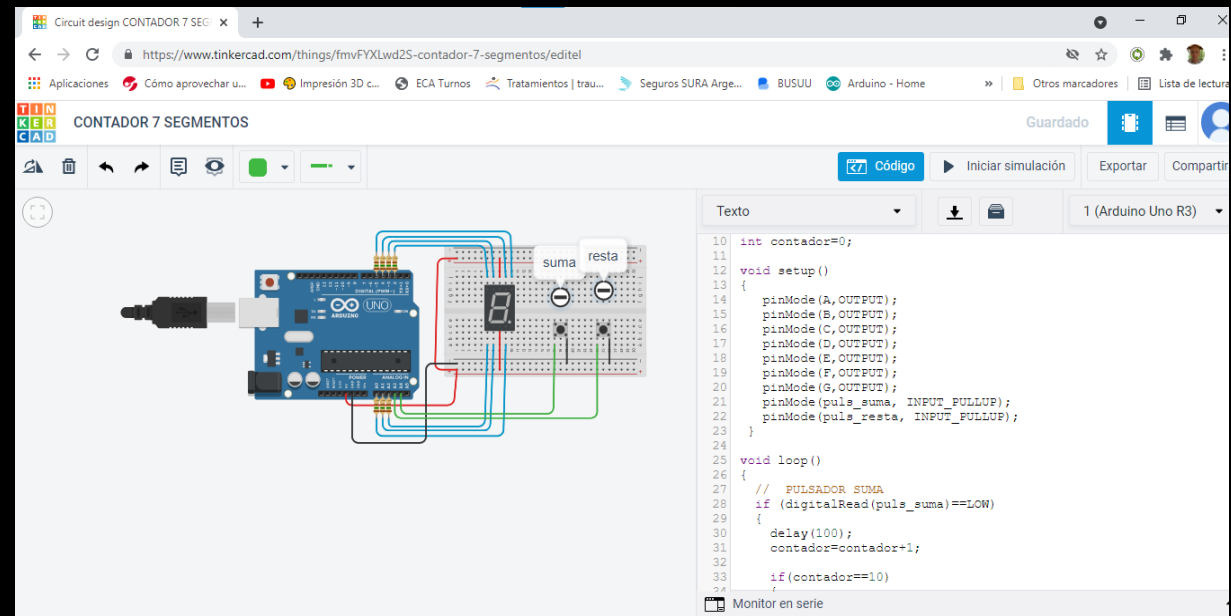 Circuit design CONTADOR 7 SEG
https://www.tinkercad.com/things/fmvFYXLwd2S-contador-7-segmentos/editel
Aplicaciones Cómo aprovechar u... Impresión 3D c... ECA Turnos Tratamientos | trau... Seguros SURA Arge... BUSUU Arduino - Home » Otros marcadores Lista de lectura
TIN
KER
CAD
CONTADOR 7 SEGMENTOS
Guardado
Código Iniciar simulación Exportar Compartir
Texto 1 (Arduino Uno R3)
suma resta
UNO
ARDUINO
DIGITAL (PWM~)
POWER ANALOG IN
10 int contador=0;
11
12 void setup()
13 {
14 pinMode(A,OUTPUT);
15 pinMode(B,OUTPUT);
16 pinMode(C,OUTPUT);
17 pinMode(D,OUTPUT);
18 pinMode(E,OUTPUT);
19 pinMode(F,OUTPUT);
20 pinMode(G,OUTPUT);
21 pinMode(puls_suma, INPUT_PULLUP);
22 pinMode(puls_resta, INPUT_PULLUP);
23 }
24
25 void loop()
26 {
27 // PULSADOR SUMA
28 if (digitalRead(puls_suma)==LOW)
29 {
30 delay(100);
31 contador=contador+1;
32
33 if(contador==10)
34 {
Monitor en serie